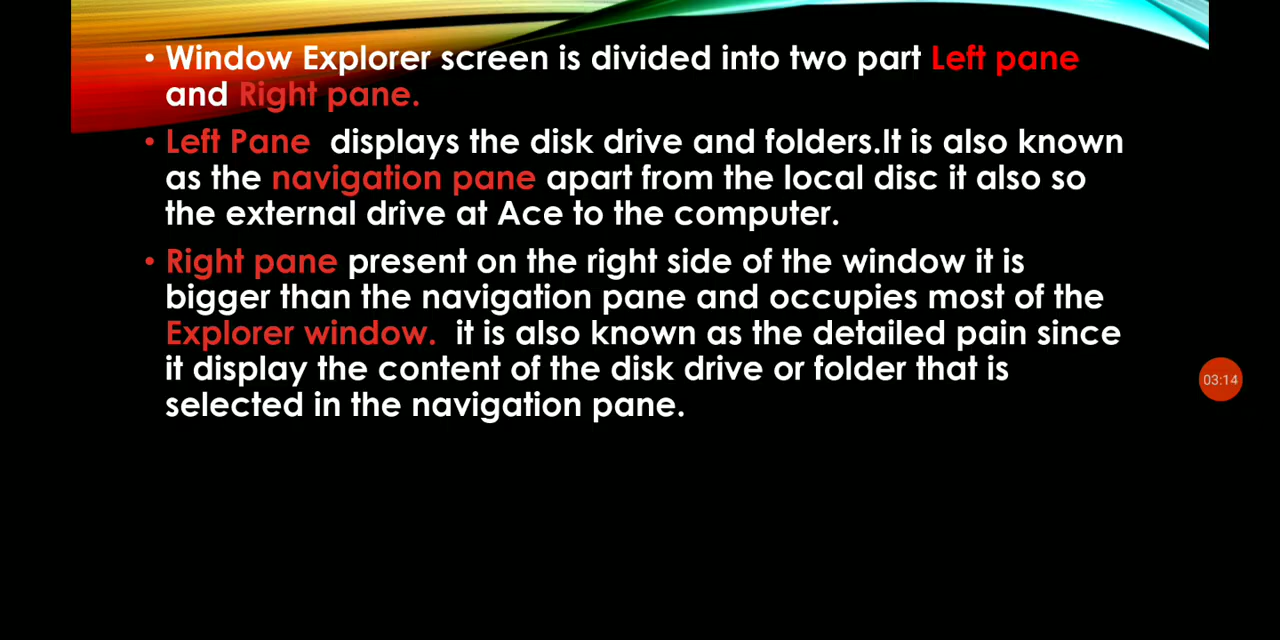 • Window Explorer screen is divided into two part Left pane
and Right pane.
• Left Pane displays the disk drive and folders.It is also known
as the navigation pane apart from the local disc it also so
the external drive at Ace to the computer.
• Right pane present on the right side of the window it is
bigger than the navigation pane and occupies most of the
Explorer window. it is also known as the detailed pain since
it display the content of the disk drive or folder that is
selected in the navigation pane.
03:14